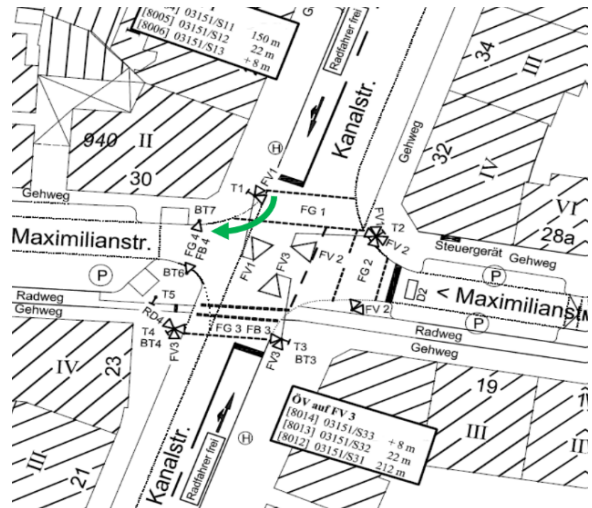 03151/S11 150 m
[8005] 03151/S12 22 m
[8006] 03151/S13 +8 m
Radfahrer frei
Kanalstr.
34
III
32
IV
VI
28a
940
II
30
Gehweg
Gehweg
Gehweg
H
T1
FV1
BT7
FG 1
FG 4
FB 4
Maximilianstr.
FV1
FV3
FV 2
FG 2
FV1
T2
FV 2
Steuergerät
P
D2
< Maximilianstr
P
BT6
P
Radweg
Gehweg
T5
RD4
T4
BT4
FV3
FG 3 FB 3
FV3
T3
BT3
FV 2
Radweg
Gehweg
IV
23
III
21
Kanalstr.
Radfahrer frei
H
ÖV auf FV 3
[8014] 03151/S33 +8 m
[8013] 03151/S32 22 m
[8012] 03151/S31 212 m
19
III